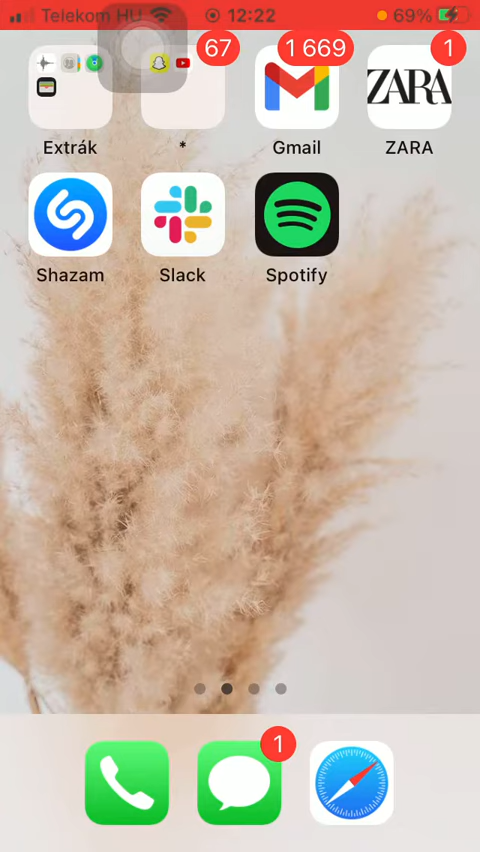 Telekom HU 12:22 69%
67 1 669 1
ZARA
Extrák * Gmail ZARA
Shazam Slack Spotify
1